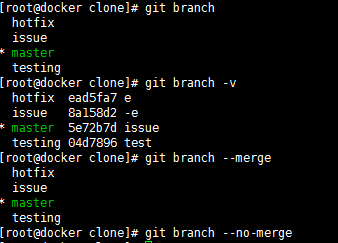 [root@docker clone]# git branch
  hotfix
  issue
* master
  testing
[root@docker clone]# git branch -v
  hotfix  ead5fa7 e
  issue   8a158d2 -e
* master  5e72b7d issue
  testing 04d7896 test
[root@docker clone]# git branch --merge
  hotfix
  issue
* master
  testing
[root@docker clone]# git branch --no-merge